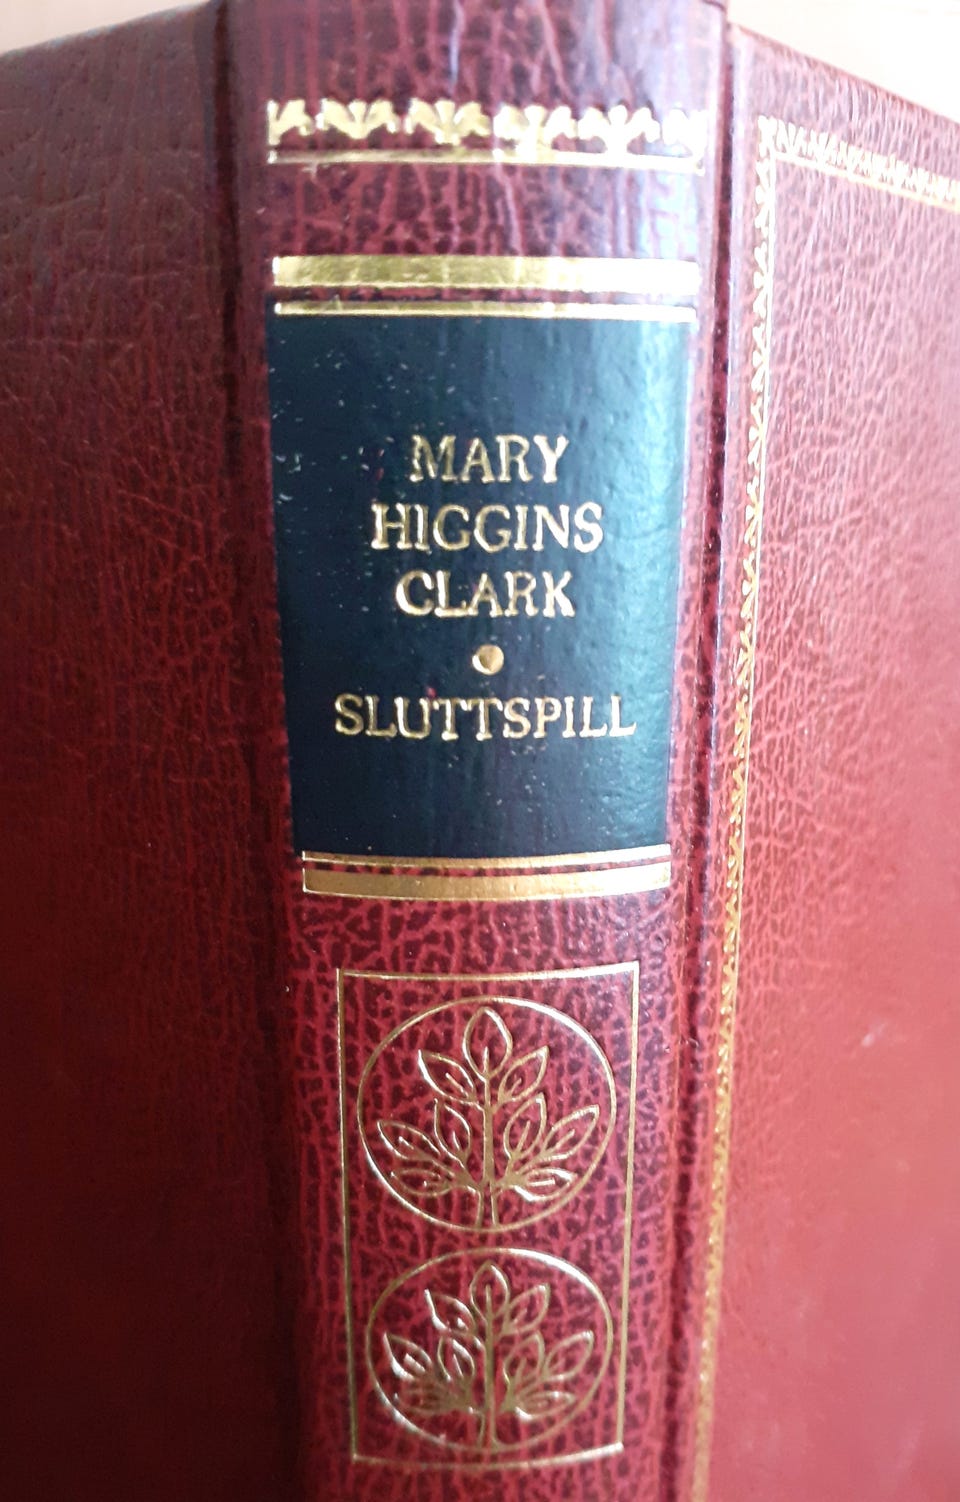 MARY
HIGGINS
CLARK
•
SLUTTSPILL